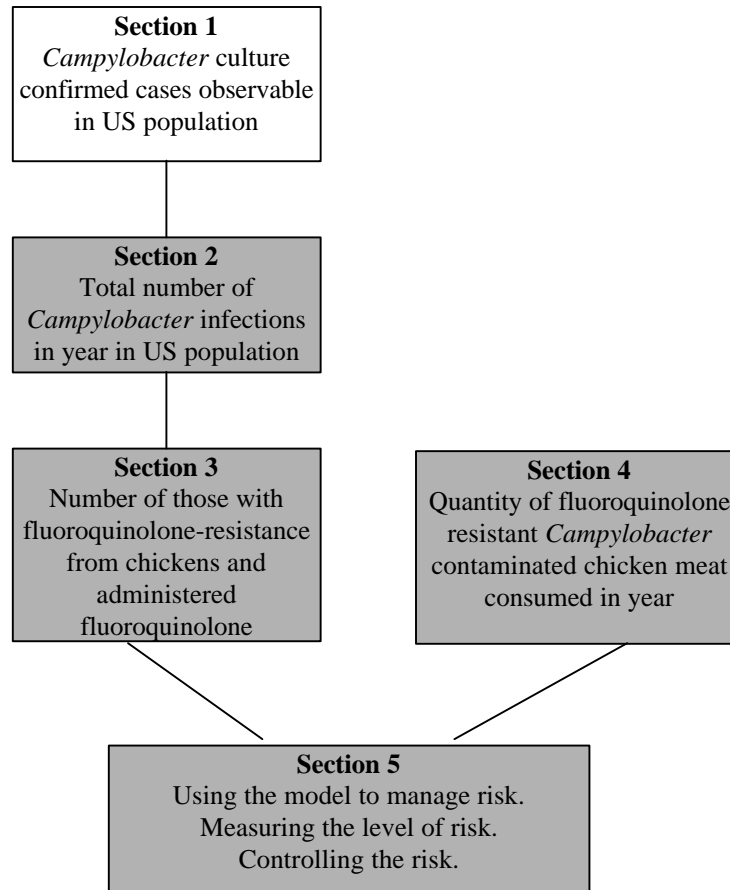 Section 1
Campylobacter culture
confirmed cases observable
in US population
Section 2
Total number of
Campylobacter infections
in year in US population
Section 3
Number of those with
fluoroquinolone-resistance
from chickens and
administered
fluoroquinolone
Section 4
Quantity of fluoroquinolone
resistant Campylobacter
contaminated chicken meat
consumed in year
Section 5
Using the model to manage risk.
Measuring the level of risk.
Controlling the risk.